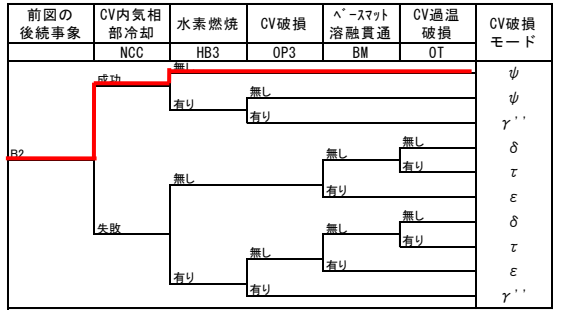 前図の
後続事象
CV内気相
部冷却
水素燃焼
CV破損
ベースマット
溶融貫通
CV過温
破損
CV破損
モード
NCC
HB3
OP3
BM
OT
無し
ψ
成功
有り
無し
ψ
有り
γ''
B2
無し
無し
無し
δ
有り
τ
有り
ε
失敗
無し
無し
無し
δ
有り
τ
有り
有り
ε
有り
γ''